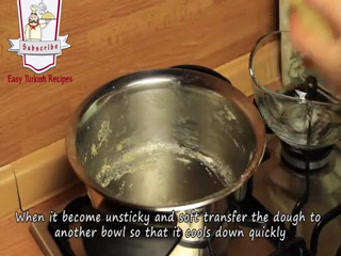 Subscribe
Easy Turkish Recipes
When it become unsticky and soft transfer the dough to
another bowl so that it cools down quickly